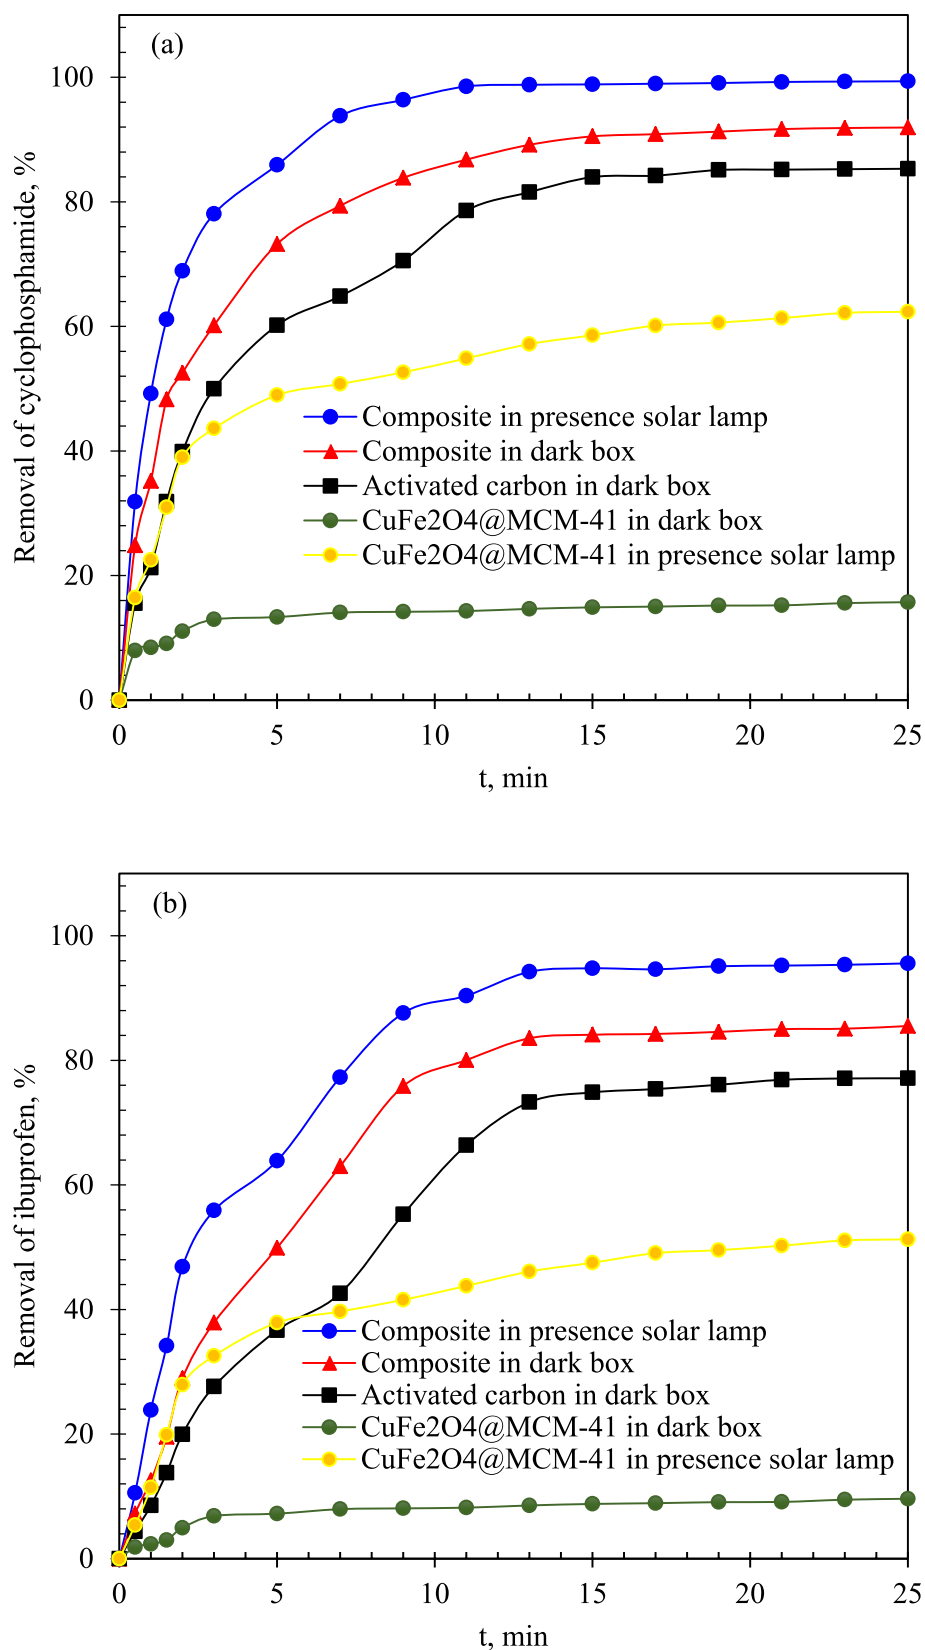 (a)
100
80
60
40
20
0
Removal of cyclophosphamide, %
Composite in presence solar lamp
Composite in dark box
Activated carbon in dark box
CuFe2O4@MCM-41 in dark box
CuFe2O4@MCM-41 in presence solar lamp
0 5 10 15 20 25
t, min
(b)
100
80
60
40
20
0
Removal of ibuprofen, %
Composite in presence solar lamp
Composite in dark box
Activated carbon in dark box
CuFe2O4@MCM-41 in dark box
CuFe2O4@MCM-41 in presence solar lamp
0 5 10 15 20 25
t, min